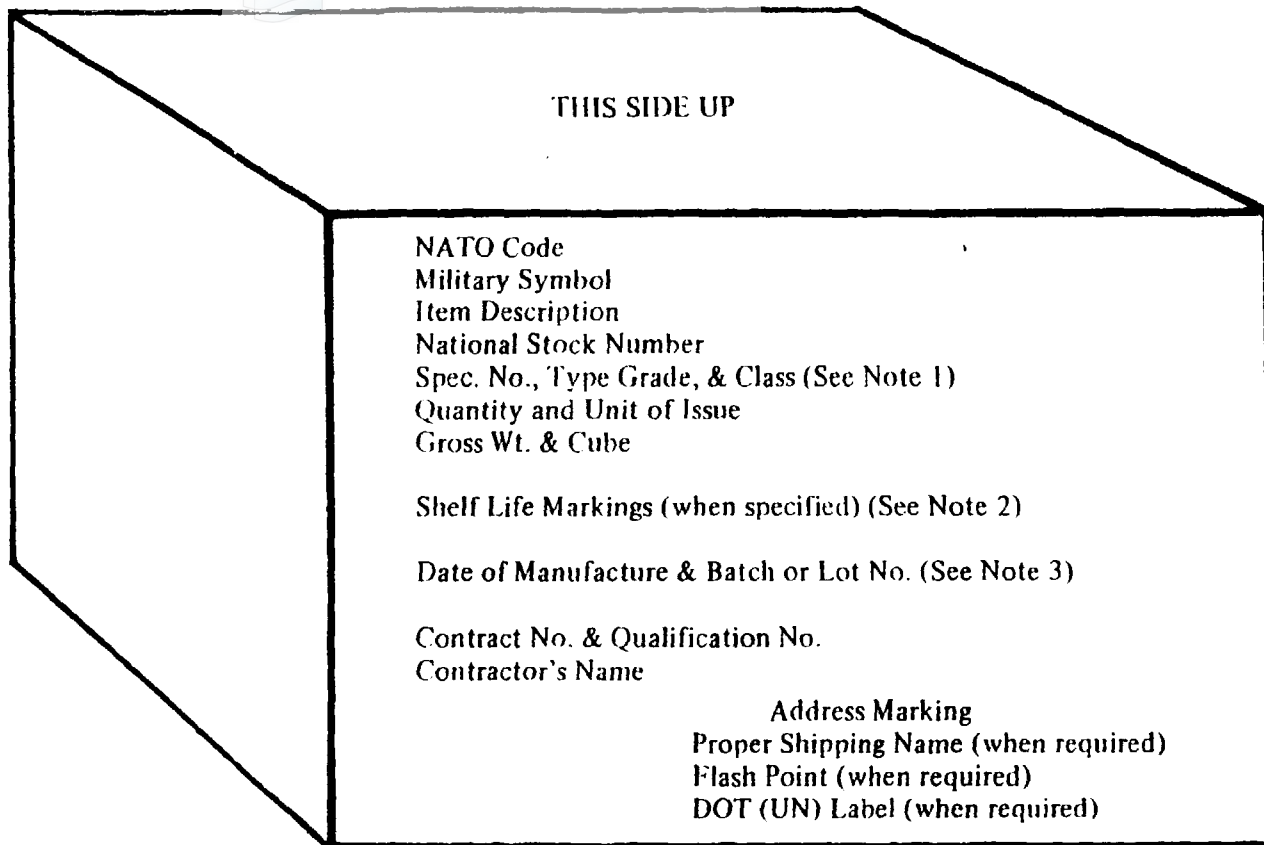 THIS SIDE UP
NATO Code
Military Symbol
Item Description
National Stock Number
Spec. No., Type Grade, & Class (See Note 1)
Quantity and Unit of Issue
Gross Wt. & Cube
Shelf Life Markings (when specified) (See Note 2)
Date of Manufacture & Batch or Lot No. (See Note 3)
Contract No. & Qualification No.
Contractor's Name
Address Marking
Proper Shipping Name (when required)
Flash Point (when required)
DOT (UN) Label (when required)